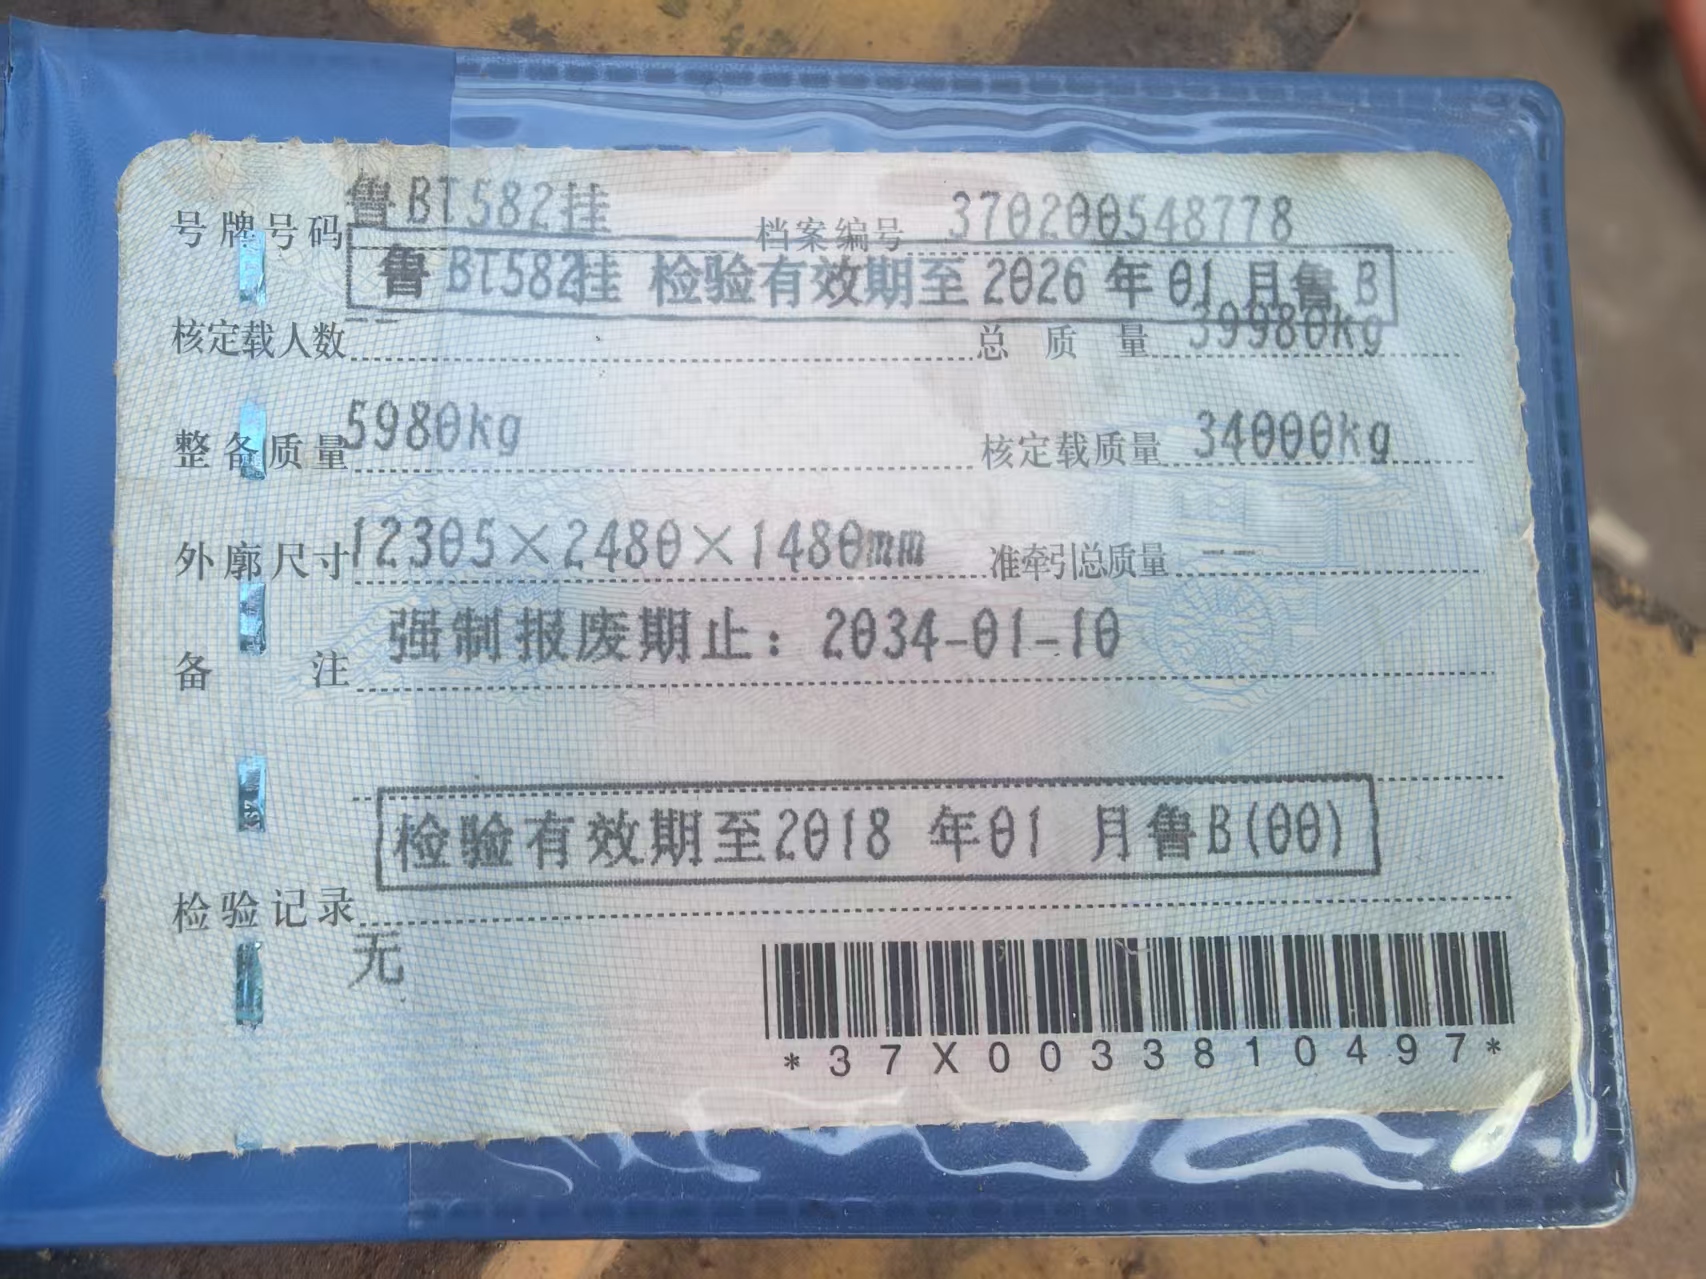 号牌号码 鲁BT582挂 档案编号 370200548778
鲁BT582挂 检验有效期至2026年01月鲁B
核定载人数 总质量 39980kg
整备质量 5980kg 核定载质量 34000kg
外廓尺寸 12305×2480×1480mm 准牵引总质量 --
备注 强制报废期止：2034-01-10
检验有效期至2018年01月鲁B(00)
检验记录
无
*37X0033810497*